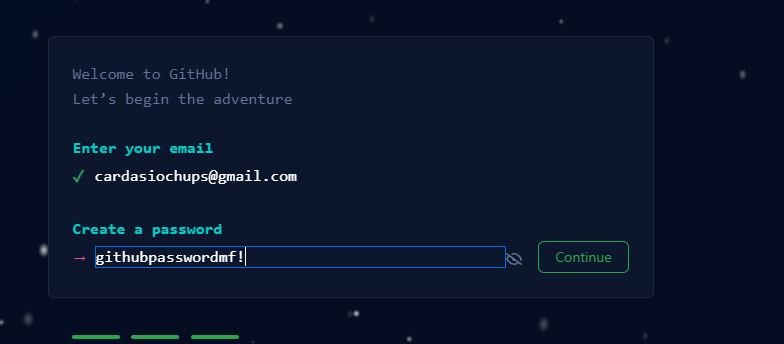 Welcome to GitHub!
Let’s begin the adventure
Enter your email
✓ cardasiochups@gmail.com
Create a password
→ githubpasswordmf!
Continue